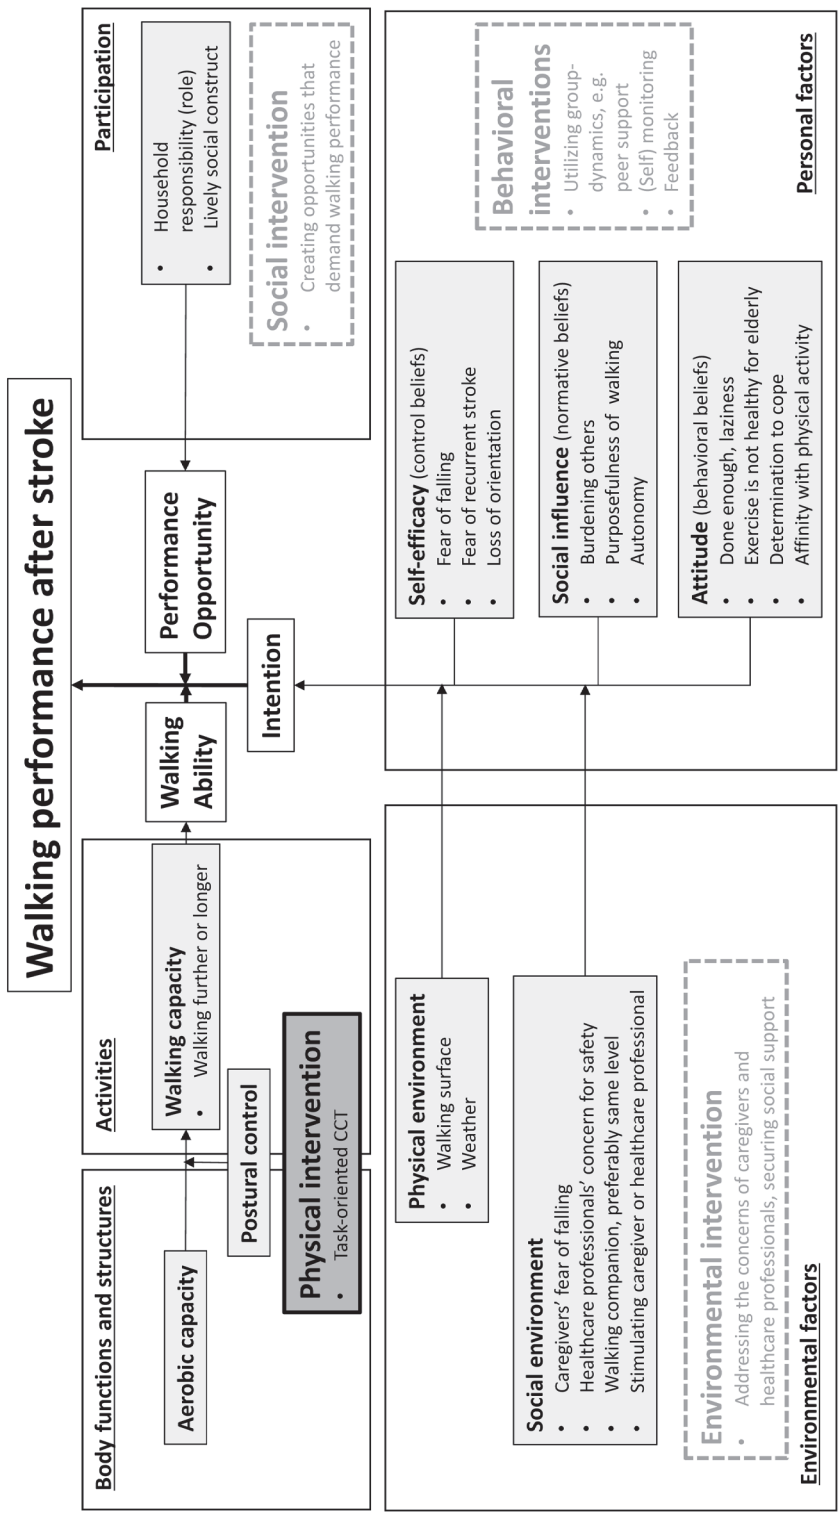 Walking performance after stroke
Body functions and structures
Aerobic capacity
Postural control
Physical intervention
• Task-oriented CCT
Activities
Walking capacity
• Walking further or longer
Walking
Ability
Intention
Performance
Opportunity
Participation
• Household
responsibility (role)
• Lively social construct
Social intervention
• Creating opportunities that
demand walking performance
Physical environment
• Walking surface
• Weather
Social environment
• Caregivers’ fear of falling
• Healthcare professionals’ concern for safety
• Walking companion, preferably same level
• Stimulating caregiver or healthcare professional
Environmental intervention
• Addressing the concerns of caregivers and
healthcare professionals, securing social support
Environmental factors
Self-efficacy (control beliefs)
• Fear of falling
• Fear of recurrent stroke
• Loss of orientation
Social influence (normative beliefs)
• Burdening others
• Purposefulness of walking
• Autonomy
Attitude (behavioral beliefs)
• Done enough, laziness
• Exercise is not healthy for elderly
• Determination to cope
• Affinity with physical activity
Behavioral
interventions
• Utilizing group-
dynamics, e.g.
peer support
• (Self) monitoring
• Feedback
Personal factors